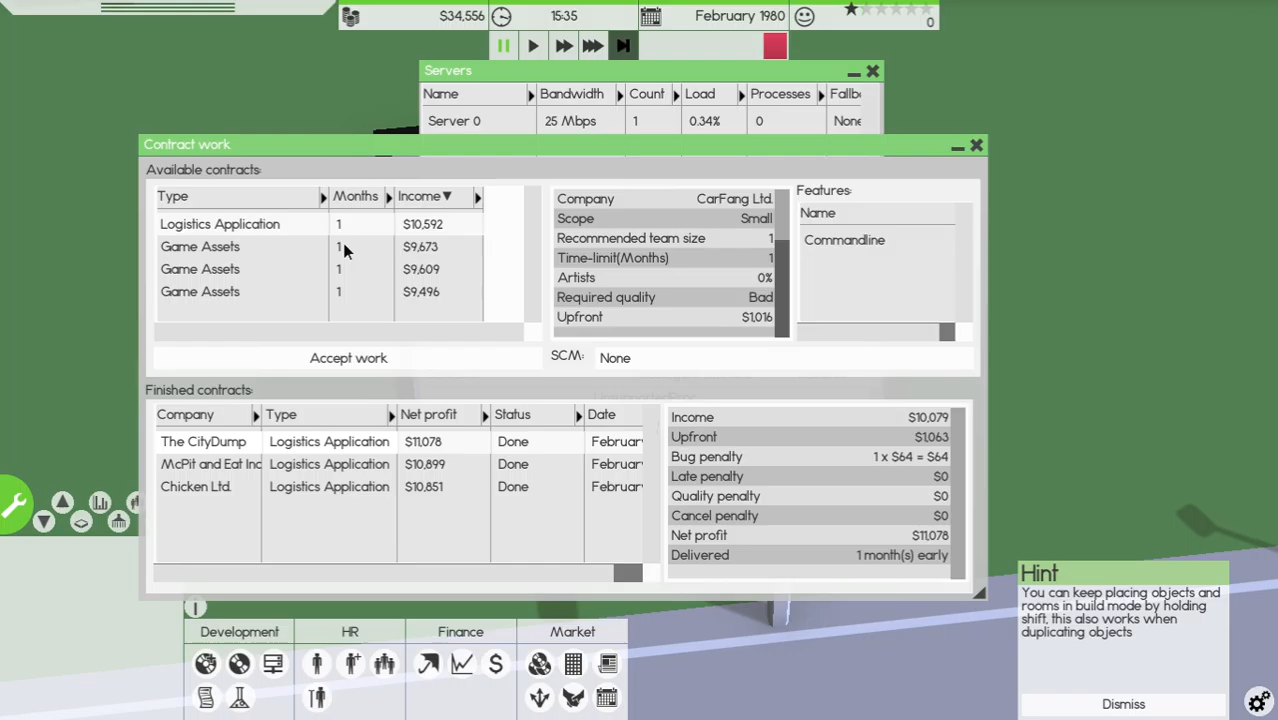 $34,556
15:35
February 1980
0
Servers
Name Bandwidth Count Load Processes Fallb
Server 0 25 Mbps 1 0.34% 0 None
Contract work
Available contracts:
Type Months Income
Logistics Application 1 $10,592
Game Assets 1 $9,673
Game Assets 1 $9,609
Game Assets 1 $9,496
Company CarFang Ltd.
Scope Small
Recommended team size 1
Time-limit(Months) 1
Artists 0%
Required quality Bad
Upfront $1,016
Features:
Name
Commandline
Accept work
SCM: None
Finished contracts:
Company Type Net profit Status Date
The CityDump Logistics Application $11,078 Done Februar
McPit and Eat Inc Logistics Application $10,899 Done Februar
Chicken Ltd. Logistics Application $10,851 Done Februar
Income $10,079
Upfront $1,063
Bug penalty 1 x $64 = $64
Late penalty $0
Quality penalty $0
Cancel penalty $0
Net profit $11,078
Delivered 1 month(s) early
Development HR Finance Market
Hint
You can keep placing objects and
rooms in build mode by holding
shift, this also works when
duplicating objects
Dismiss